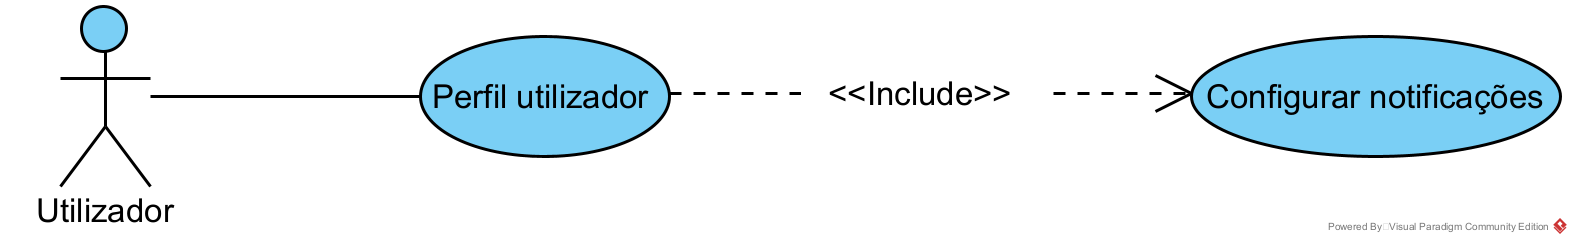 Perfil utilizador
<<Include>>
Configurar notificações
Utilizador
Powered By Visual Paradigm Community Edition